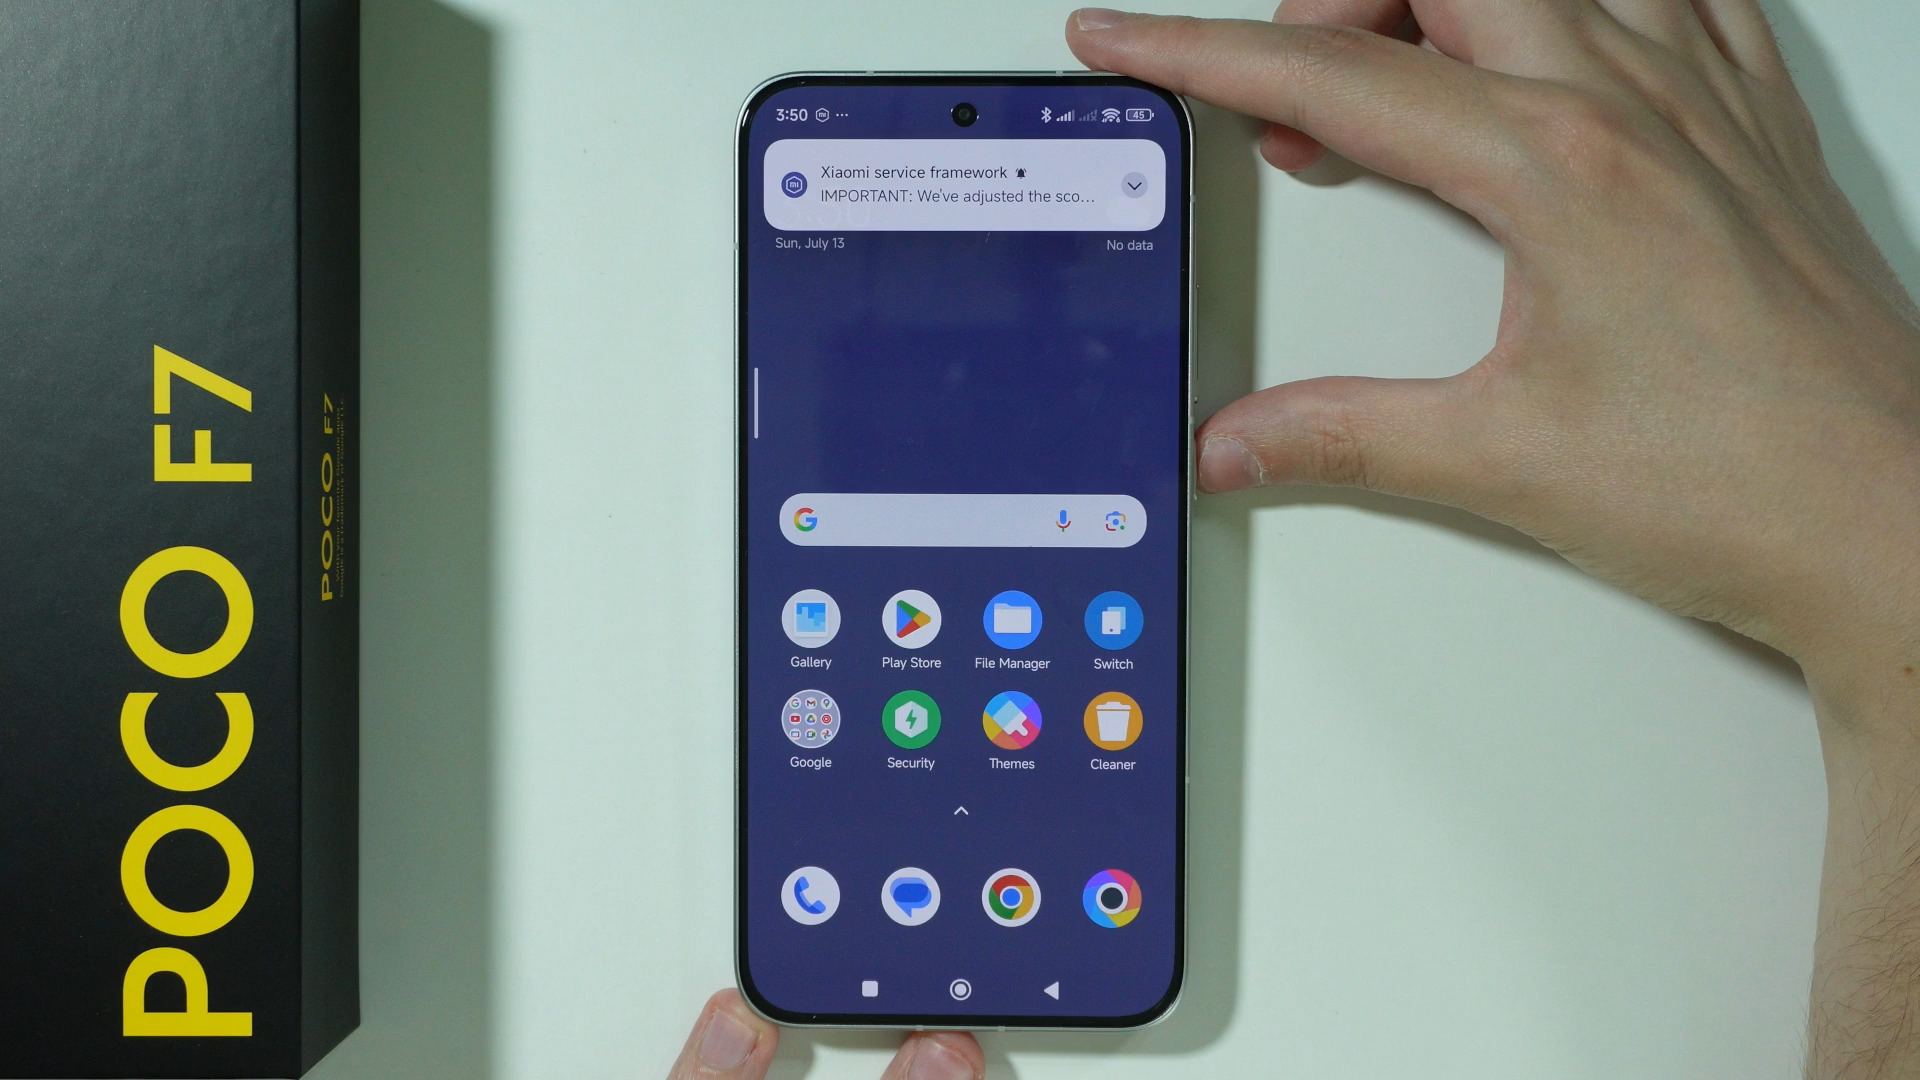 POCO F7
POCO F7
3:50
45
Xiaomi service framework
IMPORTANT: We've adjusted the sco...
Sun, July 13
No data
Gallery
Play Store
File Manager
Switch
Google
Security
Themes
Cleaner